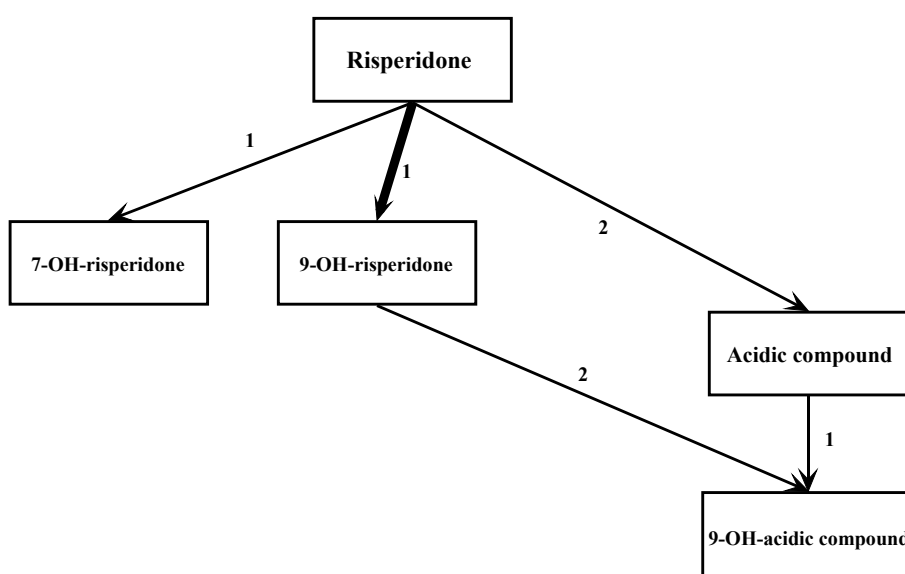 Risperidone
1
1
2
7-OH-risperidone
9-OH-risperidone
Acidic compound
2
1
9-OH-acidic compound